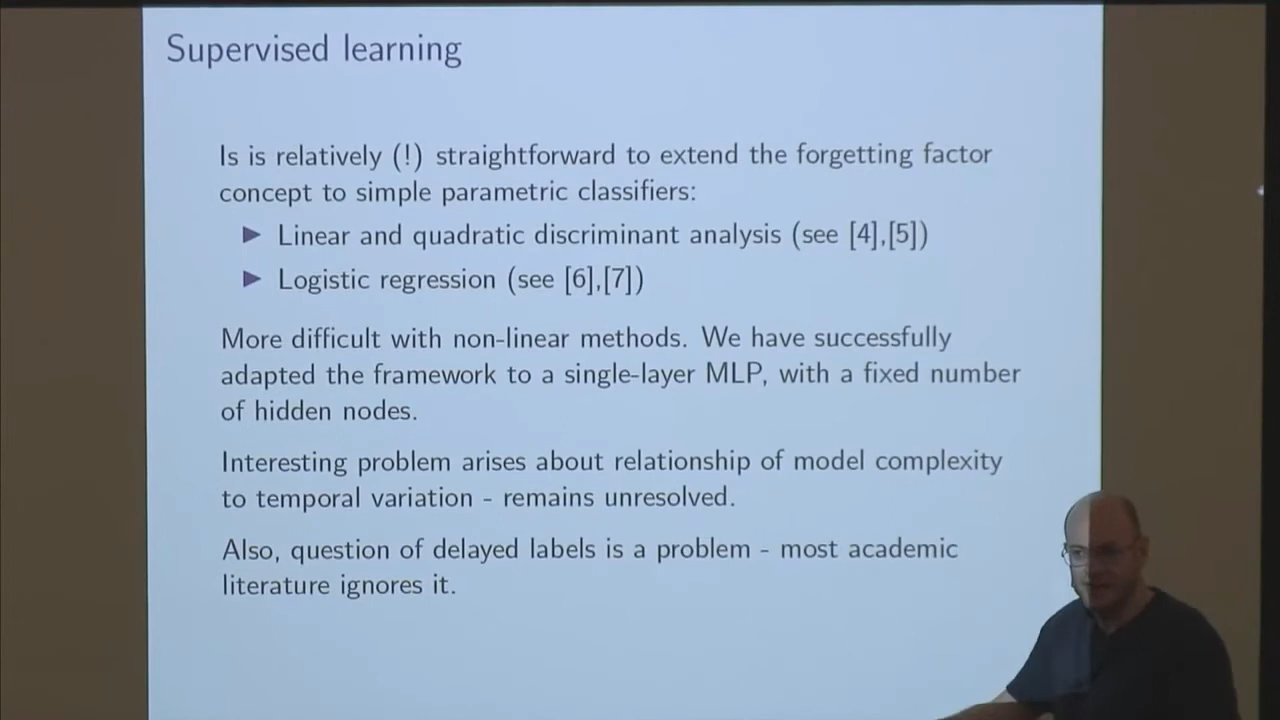 Supervised learning
Is is relatively (!) straightforward to extend the forgetting factor
concept to simple parametric classifiers:
Linear and quadratic discriminant analysis (see [4],[5])
Logistic regression (see [6],[7])
More difficult with non-linear methods. We have successfully
adapted the framework to a single-layer MLP, with a fixed number
of hidden nodes.
Interesting problem arises about relationship of model complexity
to temporal variation - remains unresolved.
Also, question of delayed labels is a problem - most academic
literature ignores it.